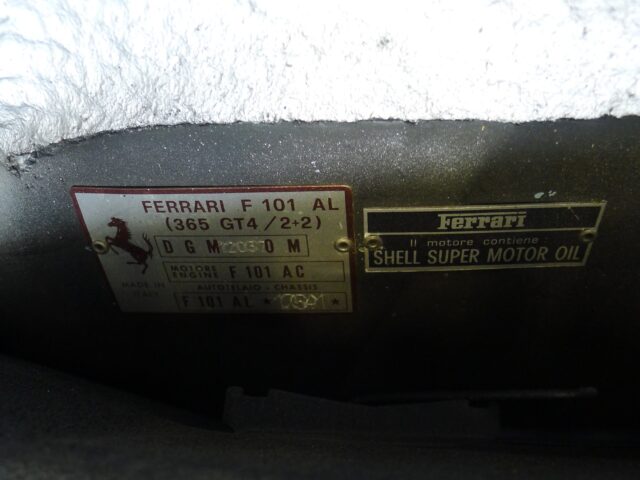 FERRARI F 101 AL
(365 GT4/2+2)
D G M O M
MOTORE
ENGINE F 101 AC
AUTOTELAIO - CHASSIS
MADE IN
ITALY
F 101 AL * *
Ferrari
Il motore contiene
SHELL SUPER MOTOR OIL